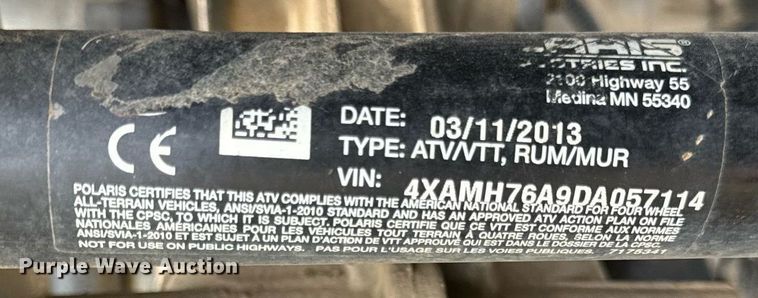 INC.
2100 Highway 55
Medina MN 55340
CE
DATE: 03/11/2013
TYPE: ATV/VTT, RUM/MUR
VIN: 4XAMH76A9DA057114
POLARIS CERTIFIES THAT THIS ATV COMPLIES WITH THE AMERICAN NATIONAL STANDARD FOR FOUR WHEEL
ALL-TERRAIN VEHICLES, ANSI/SVIA-1-2010 STANDARD AND HAS AN APPROVED ATV ACTION PLAN ON FILE
WITH THE CPSC, TO WHICH IT IS SUBJECT. POLARIS CERTIFIE QUE CE VTT EST CONFORME AUX NORMES
NATIONALES AMÉRICAINES POUR LES VÉHICULES TOUT TERRAIN À QUATRE ROUES, SELON ANSI/SVIA-1-2010 ET EST SUJET À UN PLAN D'ACTION DE VTT APPROUVÉ QUI EST DANS LE DOSSIER DE LA CPSC.
NOT FOR USE ON PUBLIC HIGHWAYS. PAS POUR EMPLOI SUR LES VOIES PUBLIQUES. 7175341
Purple Wave Auction